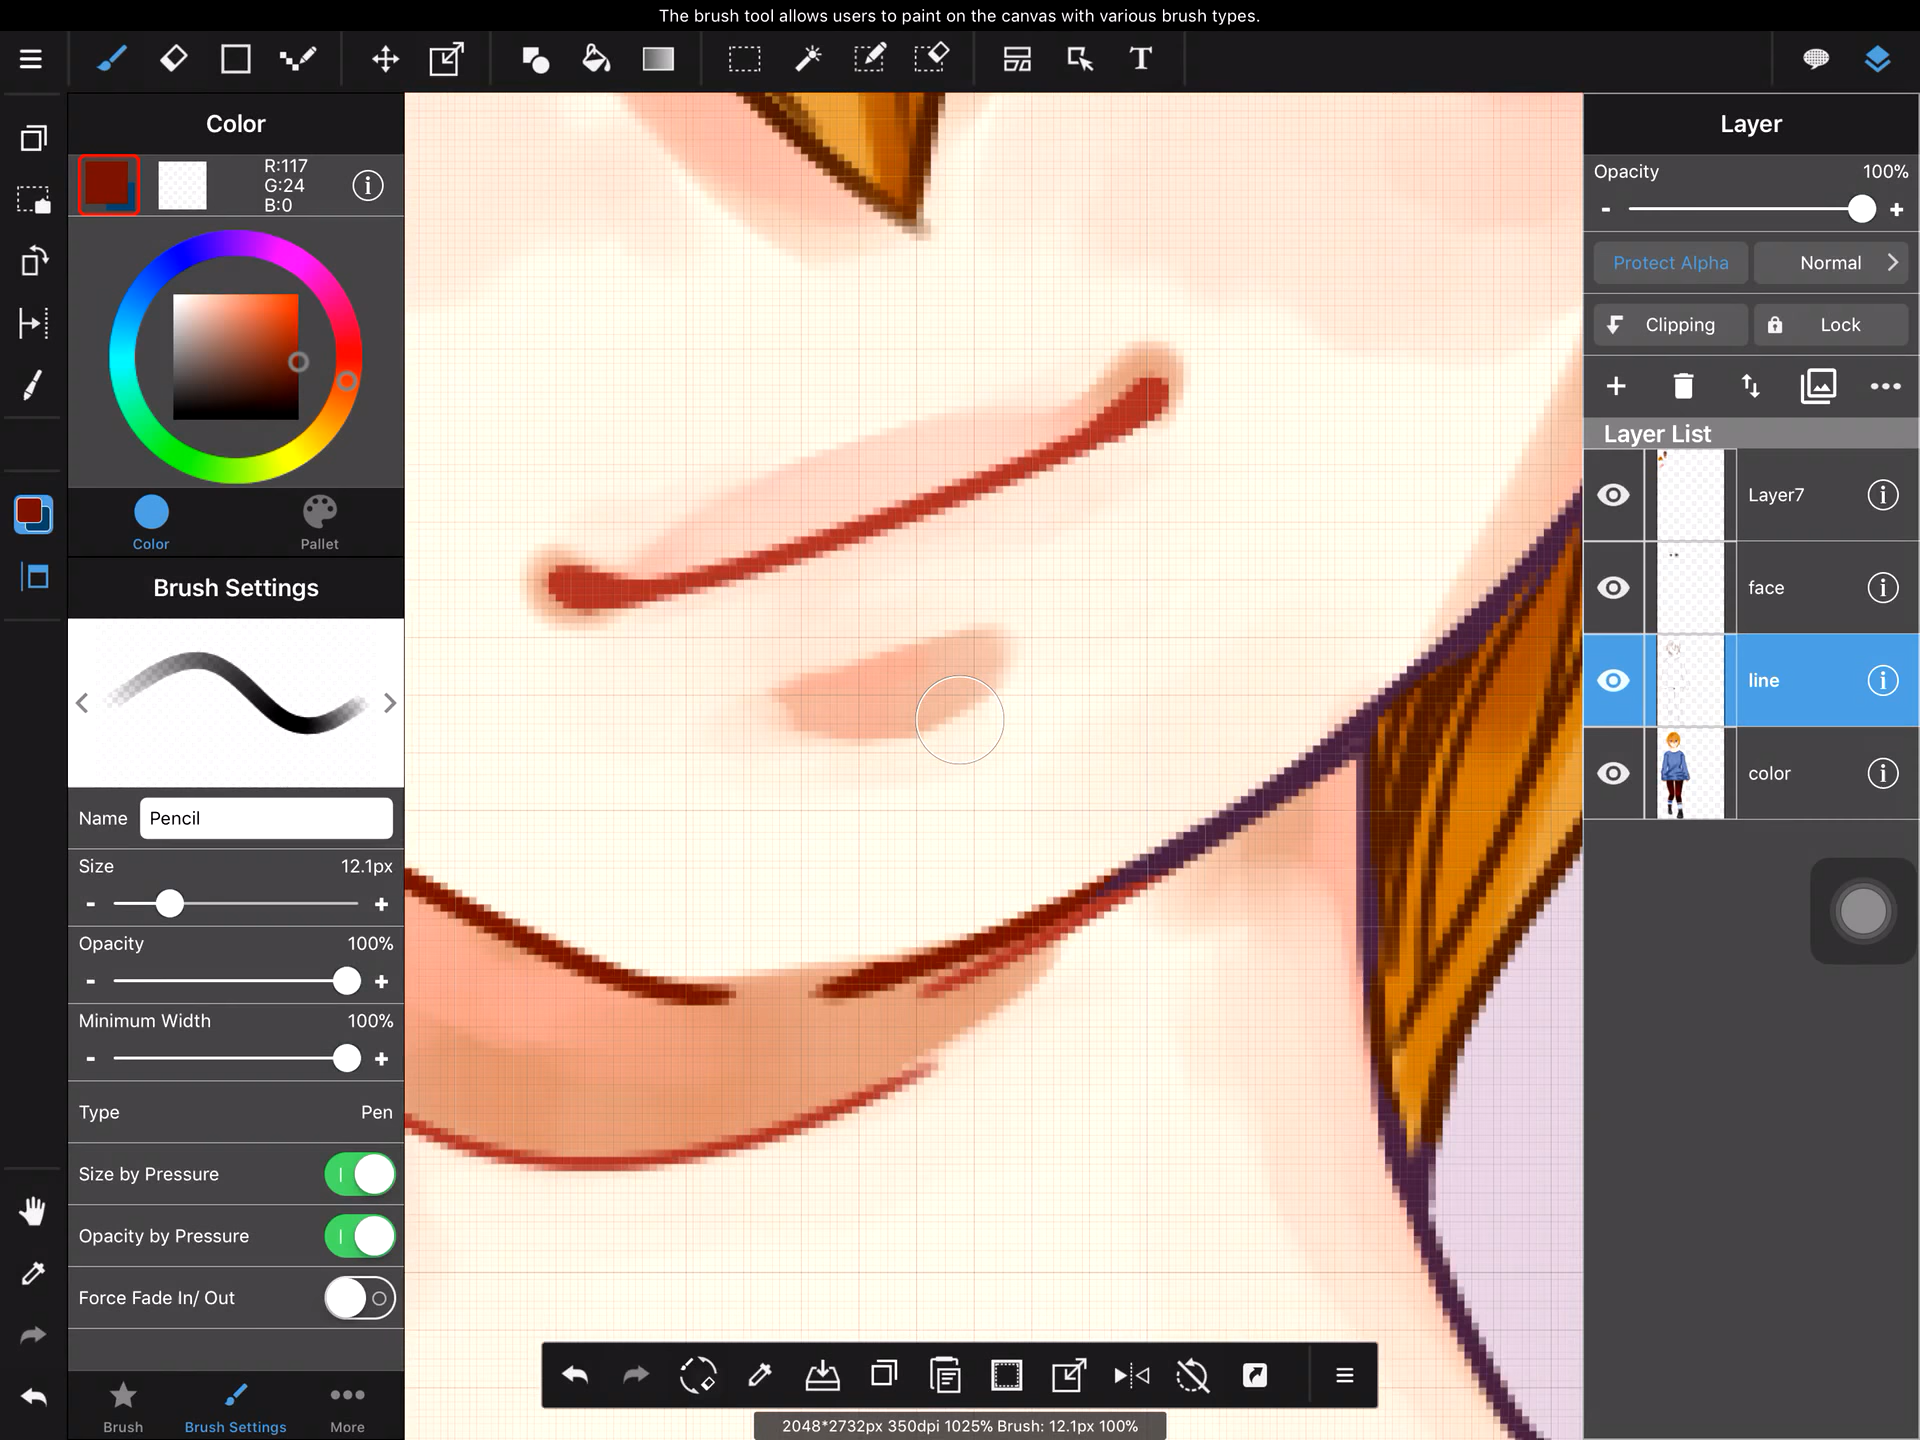 The brush tool allows users to paint on the canvas with various brush types.
T
Color
R:117
G:24
B:0
Color
Pallet
Brush Settings
Name
Pencil
Size
12.1px
Opacity
100%
Minimum Width
100%
Type
Pen
Size by Pressure
Opacity by Pressure
Force Fade In/ Out
Brush
Brush Settings
More
2048*2732px 350dpi 1025% Brush: 12.1px 100%
Layer
Opacity
100%
Protect Alpha
Normal
Clipping
Lock
Layer List
Layer7
face
line
color